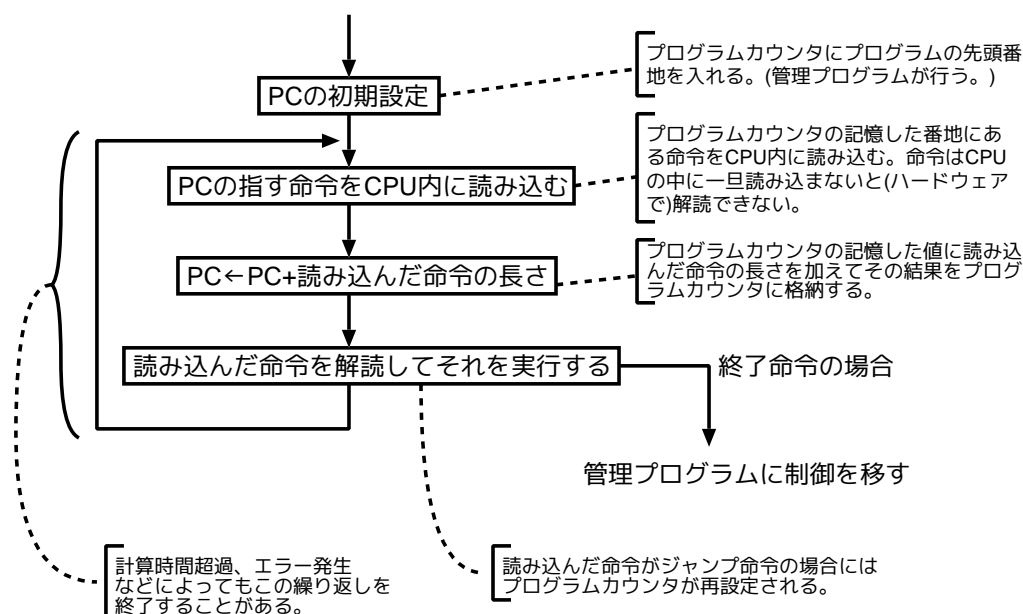 プログラムカウンタにプログラムの先頭番
地を入れる。(管理プログラムが行う。)
PCの初期設定
プログラムカウンタの記憶した番地にあ
る命令をCPU内に読み込む。命令はCPU
の中に一旦読み込まないと(ハードウェア
で)解読できない。
PCの指す命令をCPU内に読み込む
プログラムカウンタの記憶した値に読み込
んだ命令の長さを加えてその結果をプログ
ラムカウンタに格納する。
PC←PC+読み込んだ命令の長さ
読み込んだ命令を解読してそれを実行する
終了命令の場合
管理プログラムに制御を移す
計算時間超過、エラー発生
などによってもこの繰り返しを
終了することがある。
読み込んだ命令がジャンプ命令の場合には
プログラムカウンタが再設定される。